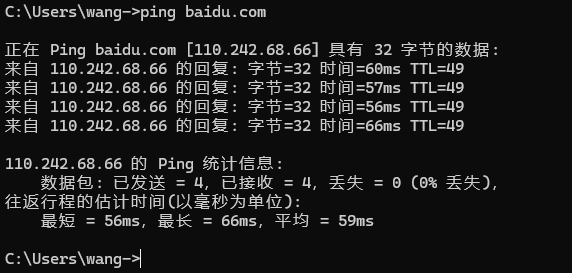 C:\Users\wang->ping baidu.com
正在 Ping baidu.com [110.242.68.66] 具有 32 字节的数据:
来自 110.242.68.66 的回复: 字节=32 时间=60ms TTL=49
来自 110.242.68.66 的回复: 字节=32 时间=57ms TTL=49
来自 110.242.68.66 的回复: 字节=32 时间=56ms TTL=49
来自 110.242.68.66 的回复: 字节=32 时间=66ms TTL=49
110.242.68.66 的 Ping 统计信息:
数据包: 已发送 = 4, 已接收 = 4, 丢失 = 0 (0% 丢失),
往返行程的估计时间(以毫秒为单位):
最短 = 56ms, 最长 = 66ms, 平均 = 59ms
C:\Users\wang->